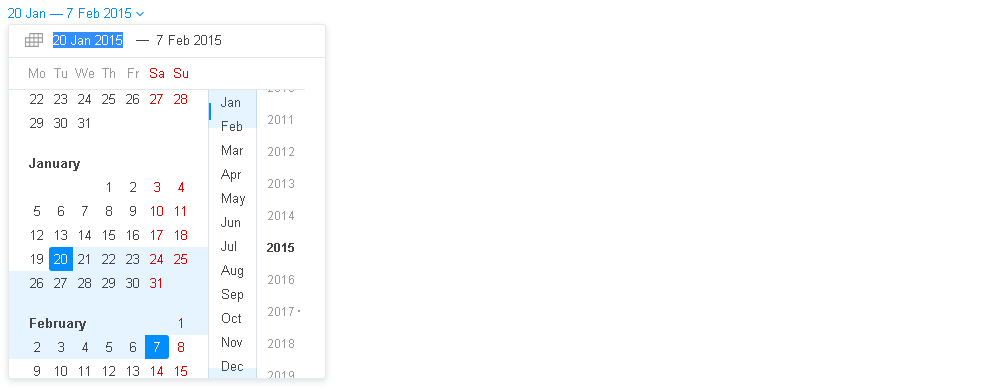 20 Jan — 7 Feb 2015
20 Jan 2015 — 7 Feb 2015
Mo Tu We Th Fr Sa Su
22 23 24 25 26 27 28
29 30 31
January
1 2 3 4
5 6 7 8 9 10 11
12 13 14 15 16 17 18
19 20 21 22 23 24 25
26 27 28 29 30 31
February 1
2 3 4 5 6 7 8
9 10 11 12 13 14 15
Jan
Feb
Mar
Apr
May
Jun
Jul
Aug
Sep
Oct
Nov
Dec
2011
2012
2013
2014
2015
2016
2017
2018
2019